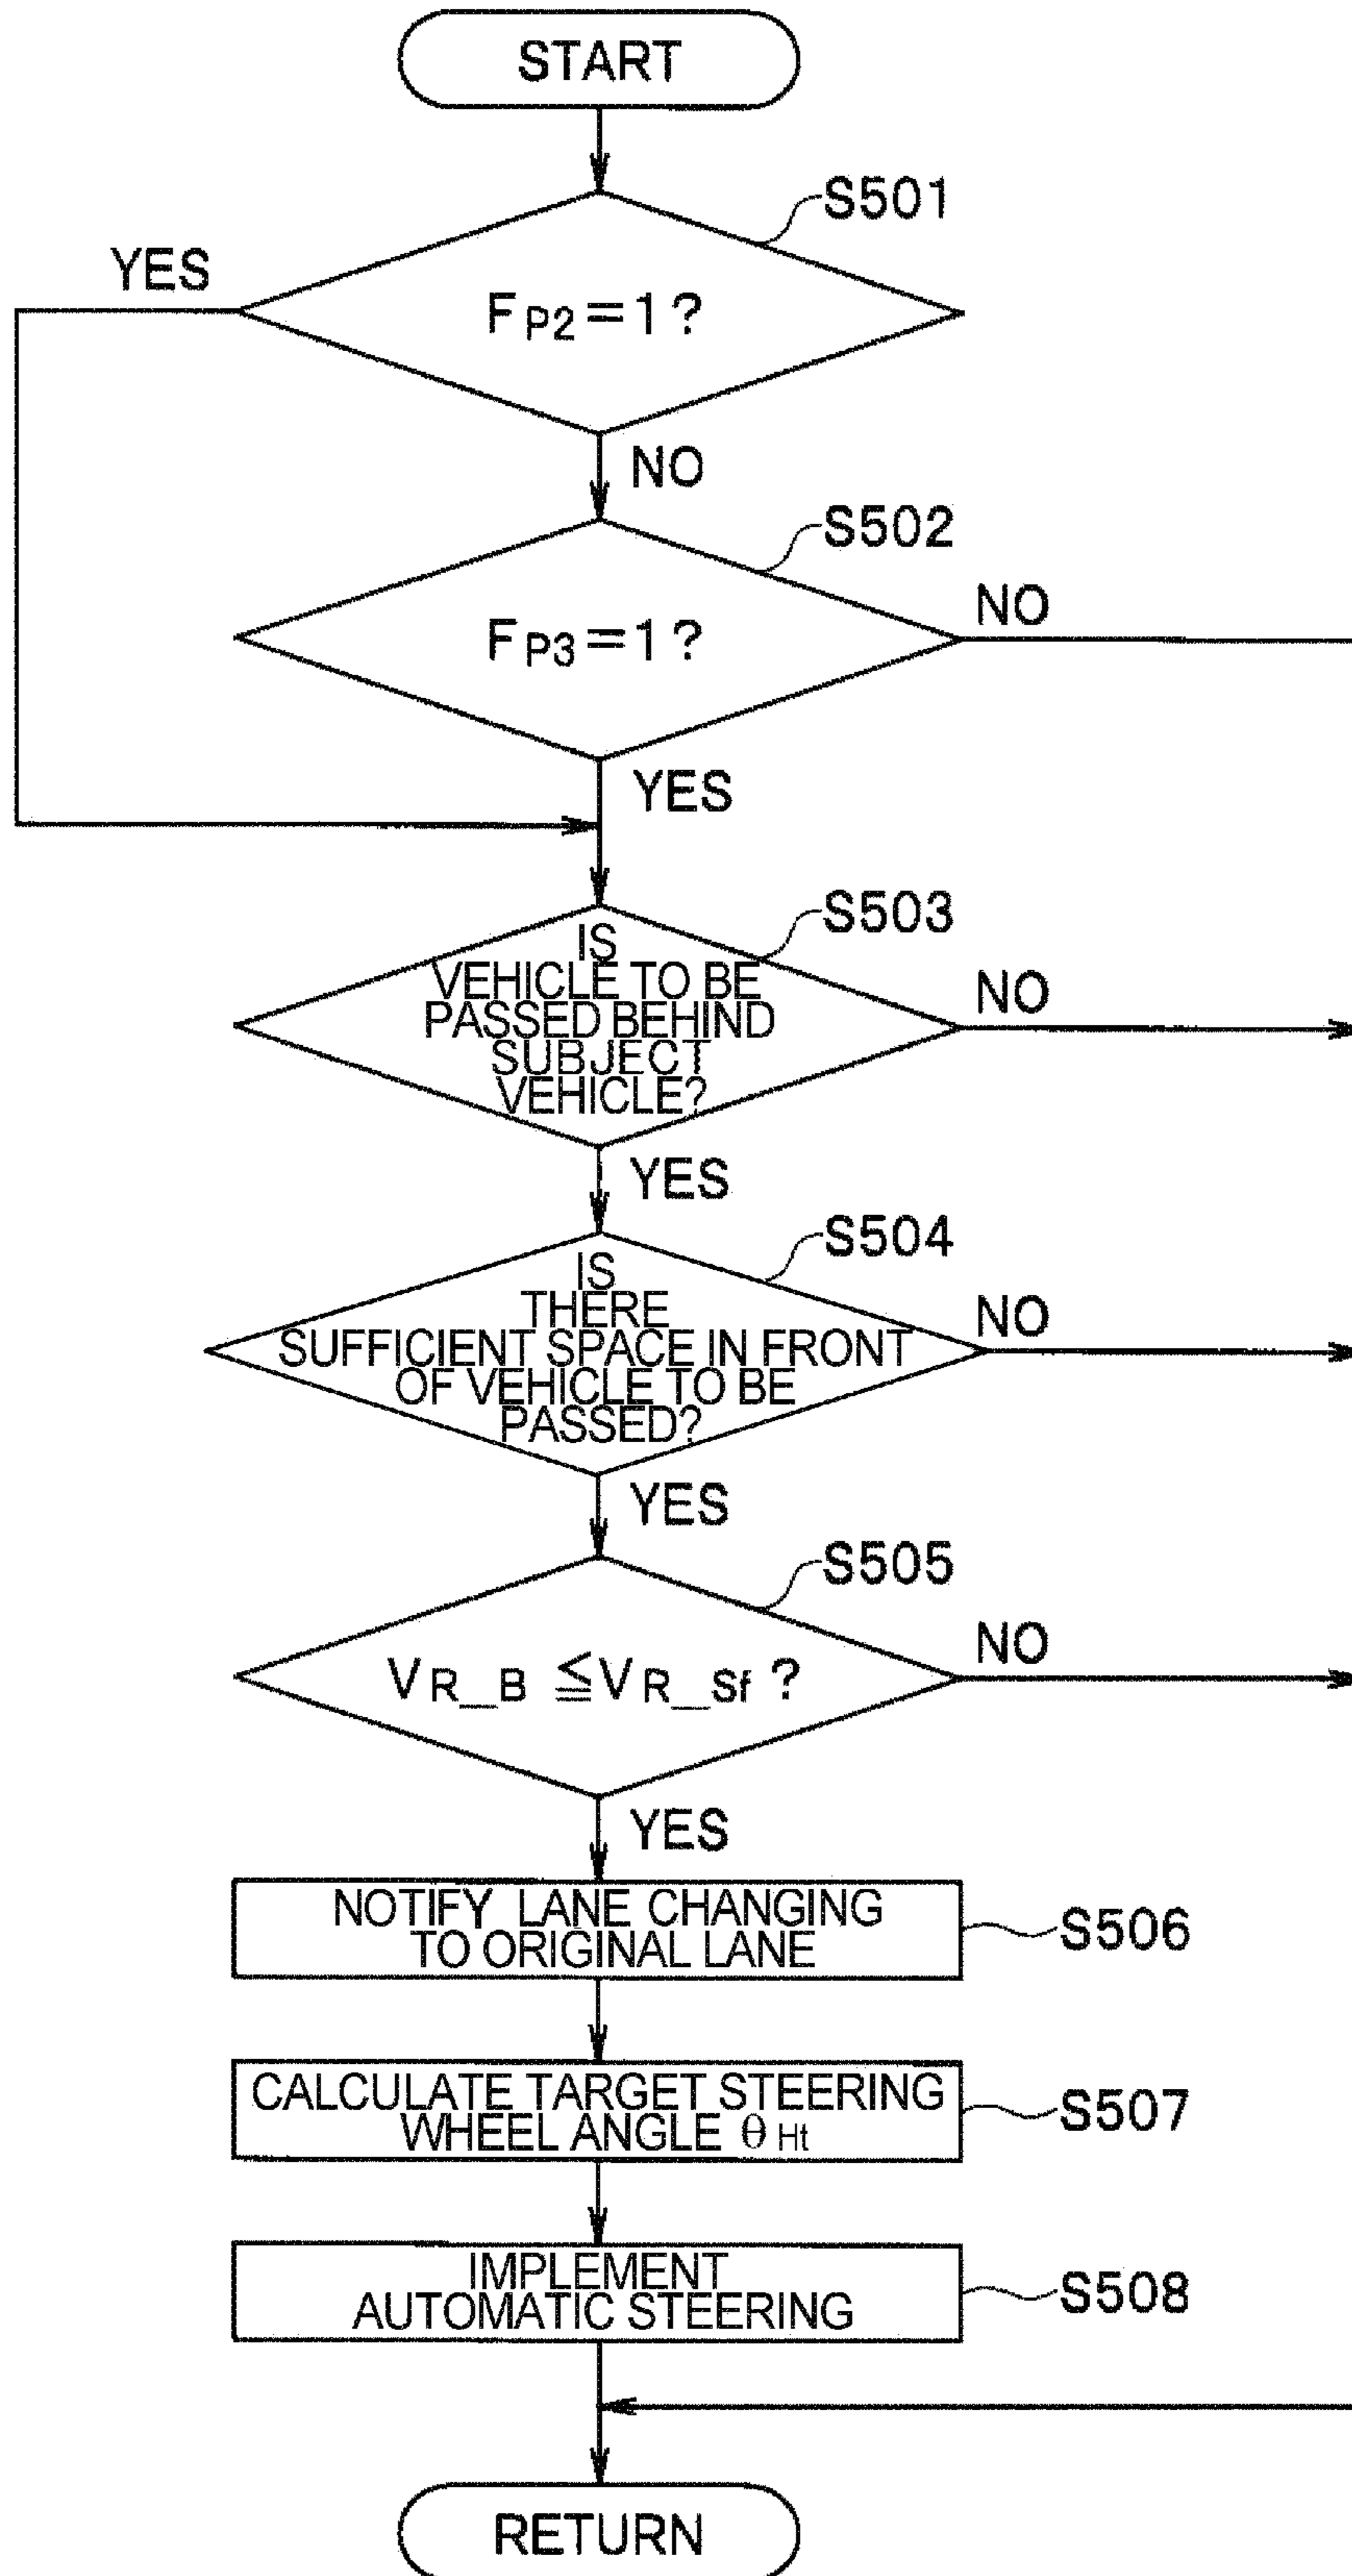 START
S501
YES
FP2=1?
NO
S502
NO
FP3=1?
YES
S503
IS
VEHICLE TO BE
PASSED BEHIND
SUBJECT
VEHICLE?
NO
YES
S504
IS
THERE
SUFFICIENT SPACE IN FRONT
OF VEHICLE TO BE
PASSED?
NO
YES
S505
NO
VR_B ≦VR_Sf ?
YES
NOTIFY LANE CHANGING
TO ORIGINAL LANE
S506
CALCULATE TARGET STEERING
WHEEL ANGLE θHt
S507
IMPLEMENT
AUTOMATIC STEERING
S508
RETURN